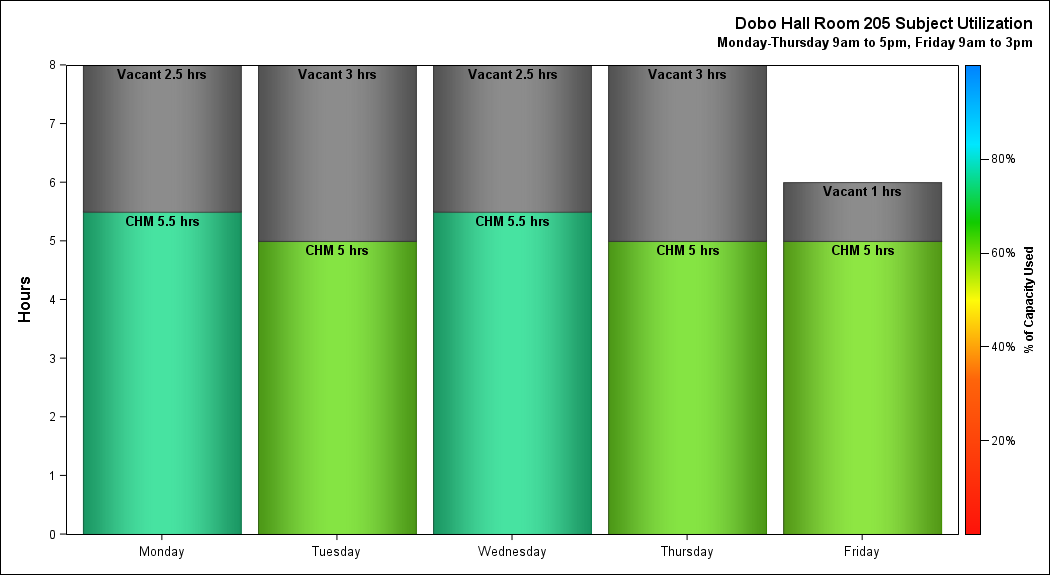 Dobo Hall Room 205 Subject Utilization
Monday-Thursday 9am to 5pm, Friday 9am to 3pm
8
7
6
5
4
3
2
1
0
Hours
Vacant 2.5 hrs
Vacant 3 hrs
Vacant 2.5 hrs
Vacant 3 hrs
Vacant 1 hrs
CHM 5.5 hrs
CHM 5 hrs
CHM 5.5 hrs
CHM 5 hrs
CHM 5 hrs
Monday
Tuesday
Wednesday
Thursday
Friday
80%
60%
40%
20%
% of Capacity Used